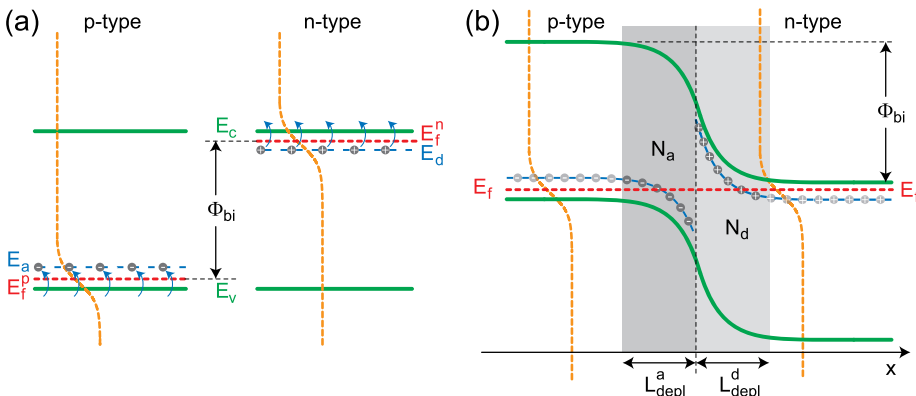 (a)
p-type
n-type
E_c
E_f^n
E_d
Φ_bi
E_a
E_f^p
E_v
(b)
p-type
n-type
Φ_bi
N_a
E_f
E_f
N_d
x
L_depl^a
L_depl^d